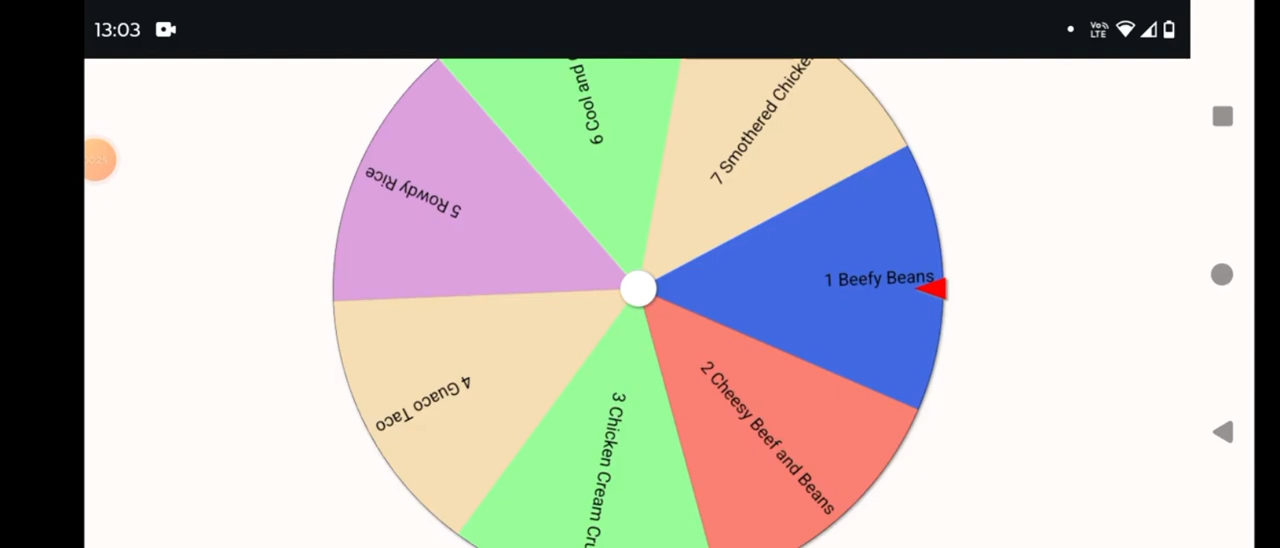 13:03
Vo LTE
6 Cool and
7 Smothered Chicke
5 Rowdy Rice
1 Beefy Beans
4 Guaco Taco
2 Cheesy Beef and Beans
3 Chicken Cream Cru